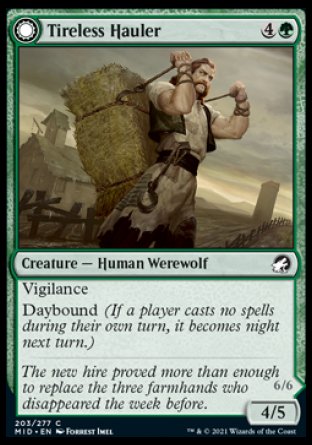 Tireless Hauler 4
Creature — Human Werewolf
Vigilance
Daybound (If a player casts no spells
during their own turn, it becomes night
next turn.)
The new hire proved more than enough
to replace the three farmhands who
disappeared the week before.
6/6
4/5
203/277 C
MID • EN Forrest Imel
™ & © 2021 Wizards of the Coast